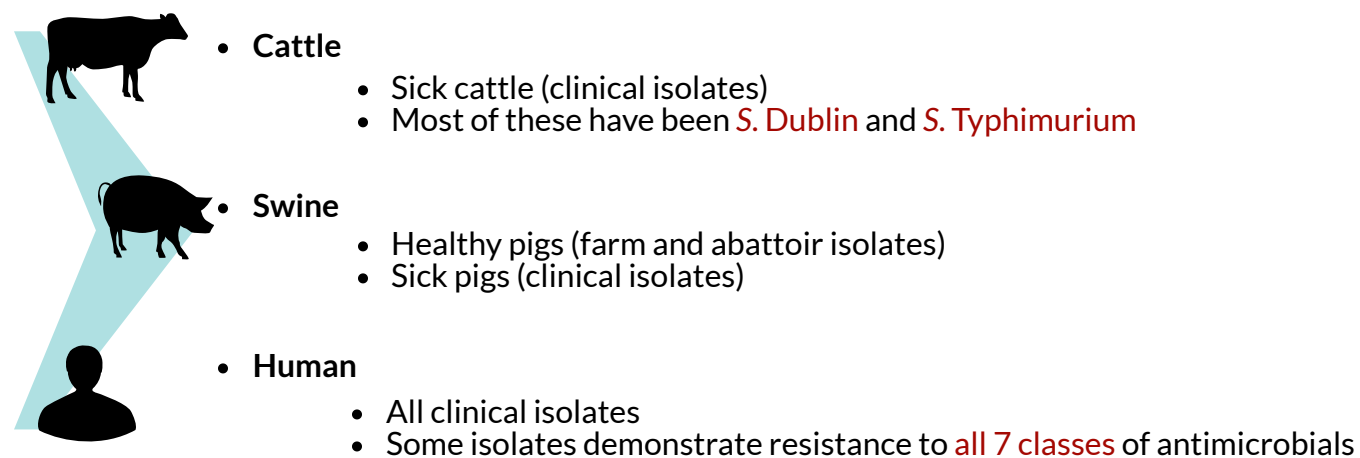 • Cattle
• Sick cattle (clinical isolates)
• Most of these have been S. Dublin and S. Typhimurium
• Swine
• Healthy pigs (farm and abattoir isolates)
• Sick pigs (clinical isolates)
• Human
• All clinical isolates
• Some isolates demonstrate resistance to all 7 classes of antimicrobials